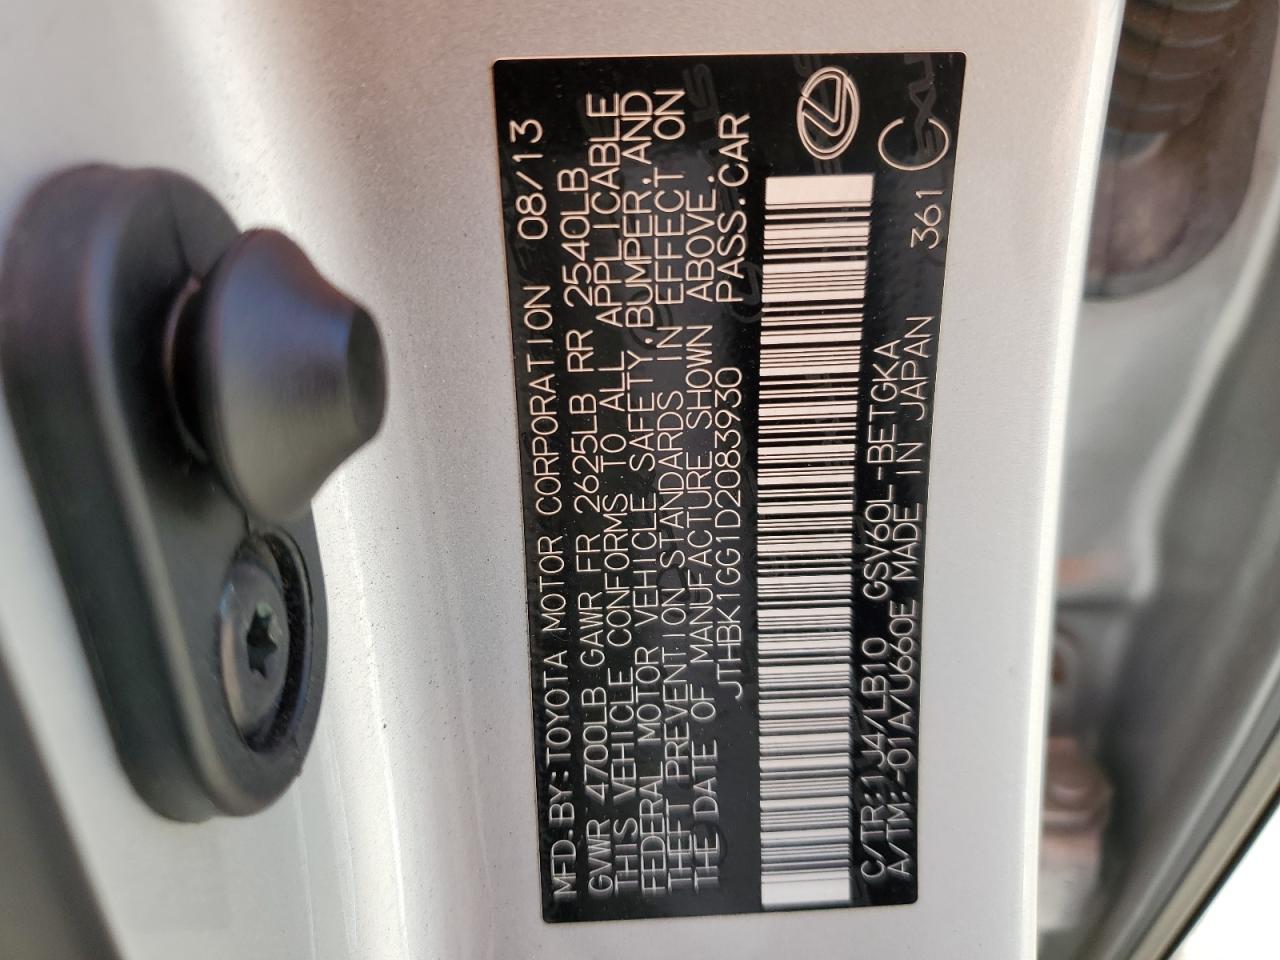 MFD.BY:TOYOTA MOTOR CORPORATION 08/13
GVWR 4700LB GAWR FR 2625LB RR 2540LB
THIS VEHICLE CONFORMS TO ALL APPLICABLE
FEDERAL MOTOR VEHICLE SAFETY,BUMPER,AND
THEFT PREVENTION STANDARDS IN EFFECT ON
THE DATE OF MANUFACTURE SHOWN ABOVE.
JTHBK1GG1D2083930 PASS.CAR
C/TR:1J4/LB10 GSV60L-BETGKA
A/TM:-01A/U660E MADE IN JAPAN 361